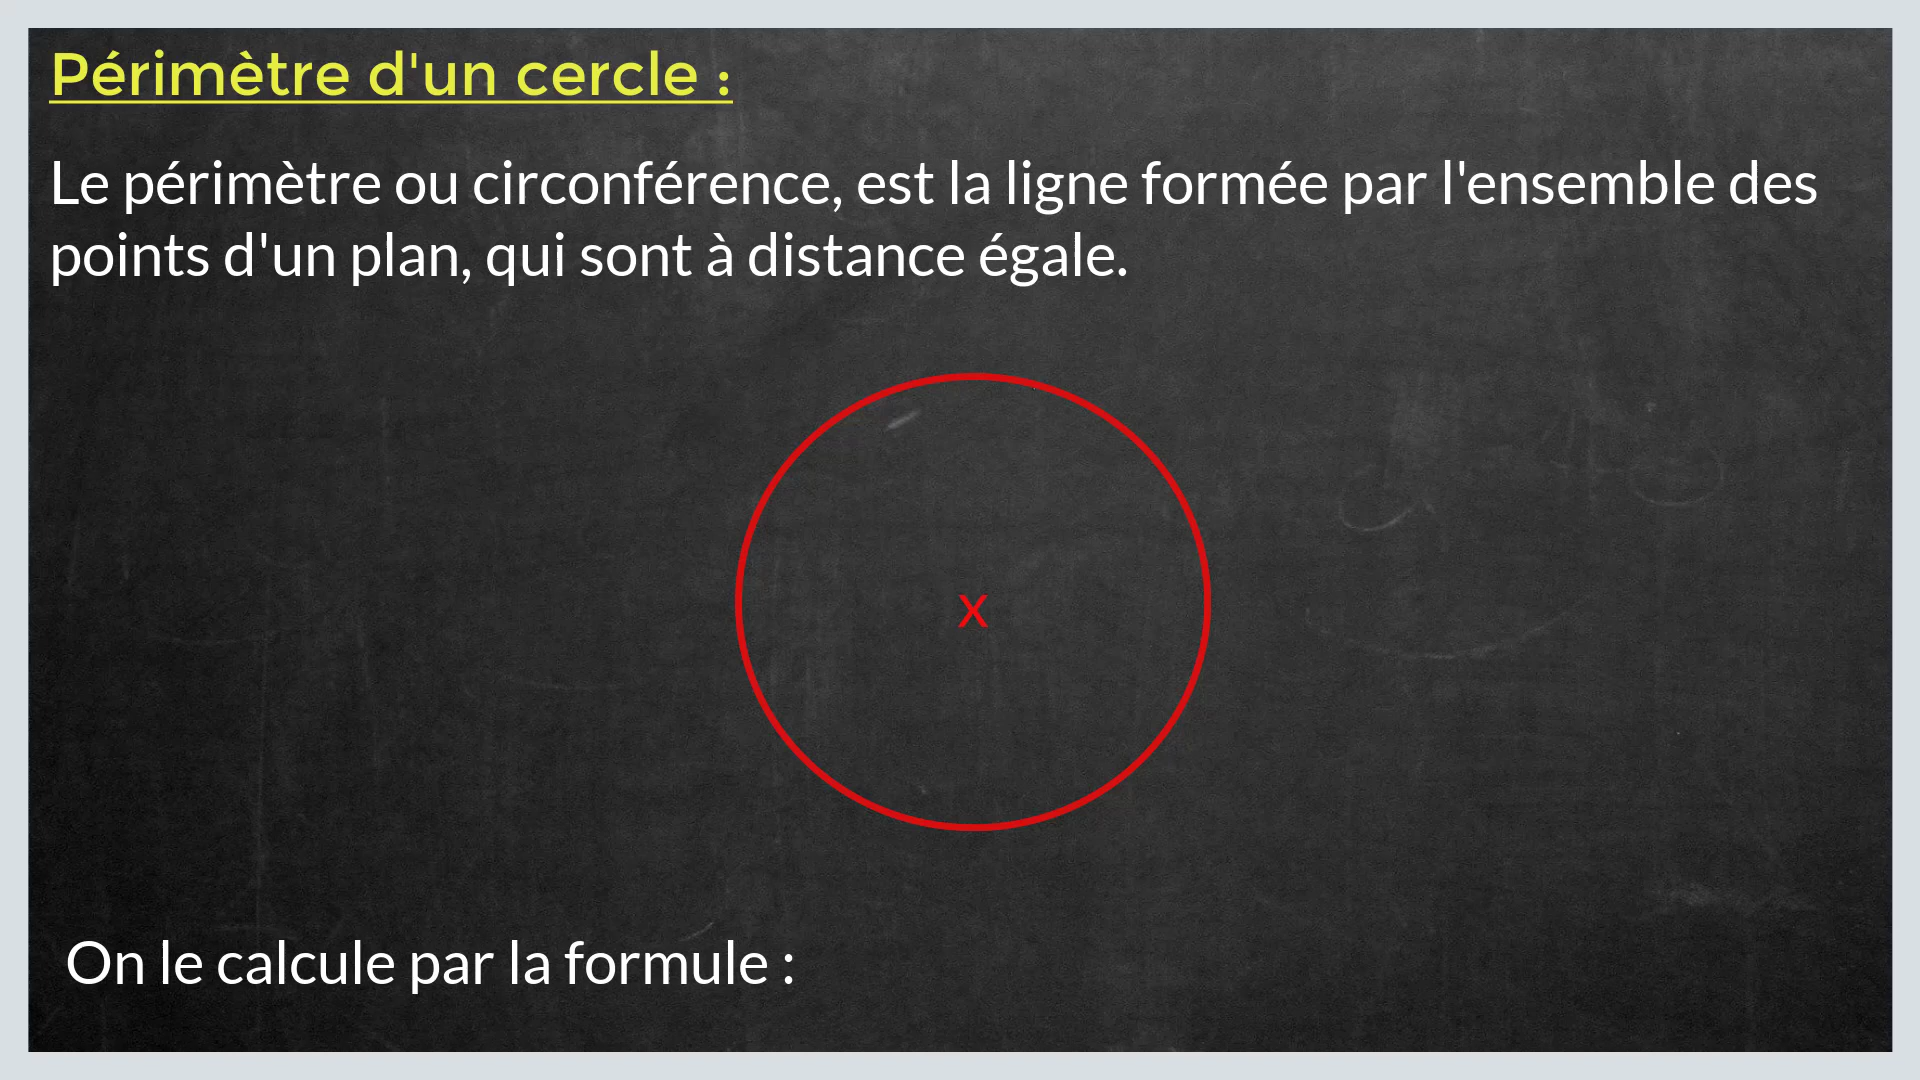 Périmètre d'un cercle :
Le périmètre ou circonférence, est la ligne formée par l'ensemble des
points d'un plan, qui sont à distance égale.
x
On le calcule par la formule :